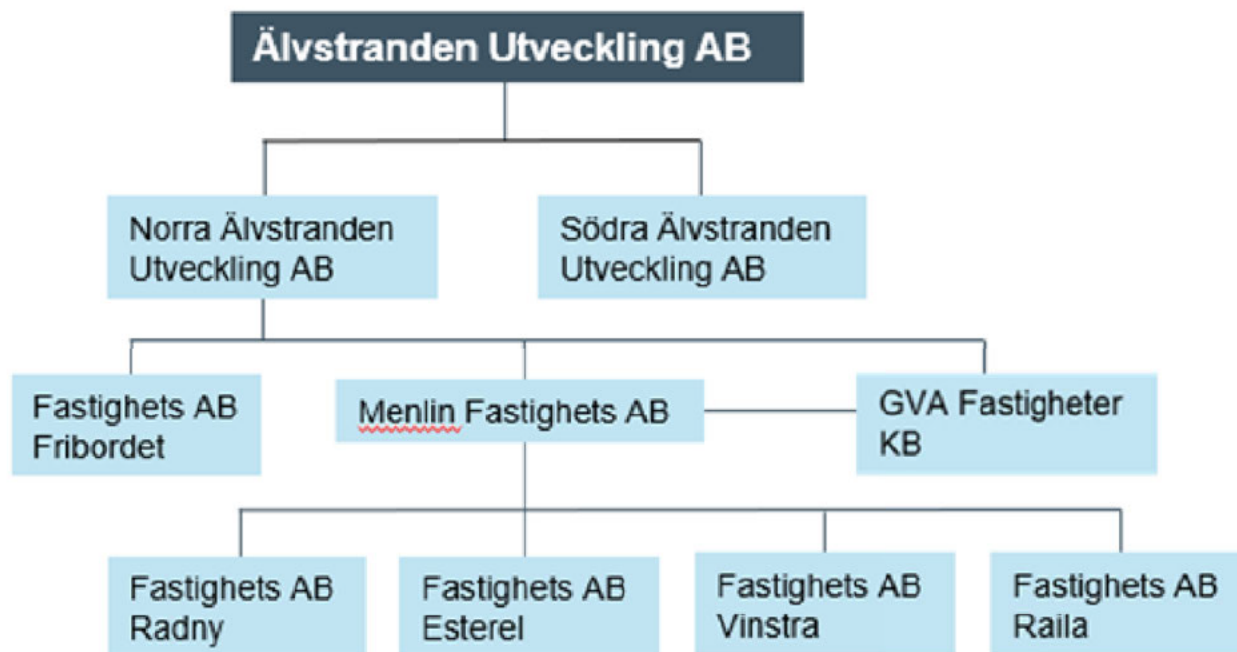 Älvstranden Utveckling AB
Norra Älvstranden
Utveckling AB
Södra Älvstranden
Utveckling AB
Fastighets AB
Fribordet
Menlin Fastighets AB
GVA Fastigheter
KB
Fastighets AB
Radny
Fastighets AB
Esterel
Fastighets AB
Vinstra
Fastighets AB
Raila